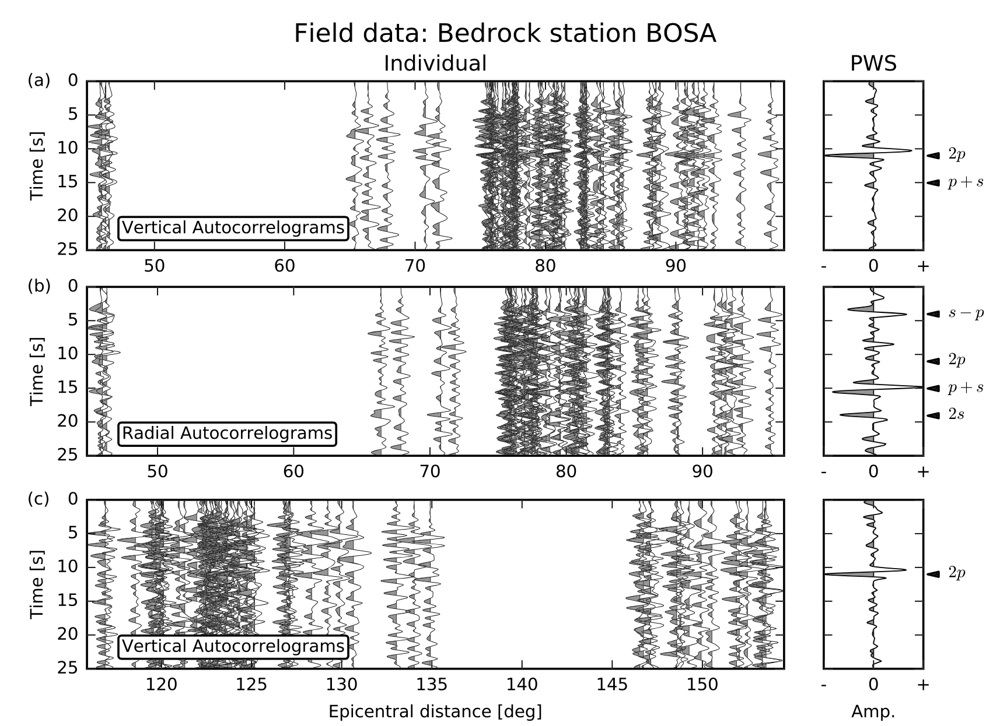 Field data: Bedrock station BOSA
Individual
PWS
(a)
0
5
10
15
20
25
Time [s]
Vertical Autocorrelograms
50 60 70 80 90
- 0 +
2p
p + s
(b)
0
5
10
15
20
25
Time [s]
Radial Autocorrelograms
50 60 70 80 90
- 0 +
s − p
2p
p + s
2s
(c)
0
5
10
15
20
25
Time [s]
Vertical Autocorrelograms
120 125 130 135 140 145 150
- 0 +
2p
Epicentral distance [deg]
Amp.